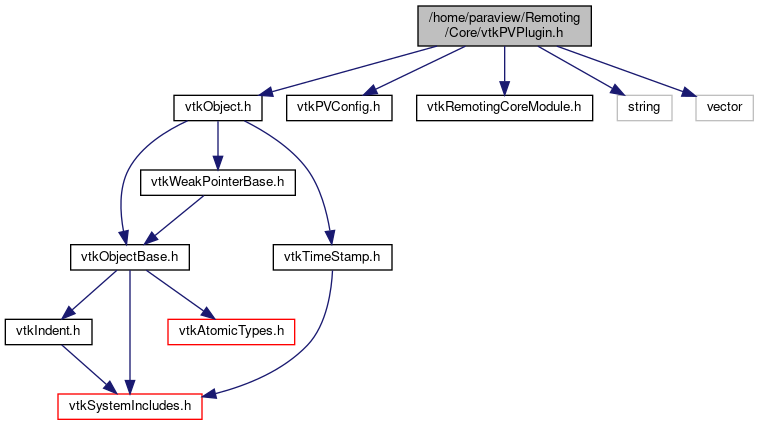 /home/paraview/Remoting
/Core/vtkPVPlugin.h
vtkObject.h
vtkPVConfig.h
vtkRemotingCoreModule.h
string
vector
vtkWeakPointerBase.h
vtkObjectBase.h
vtkTimeStamp.h
vtkIndent.h
vtkAtomicTypes.h
vtkSystemIncludes.h